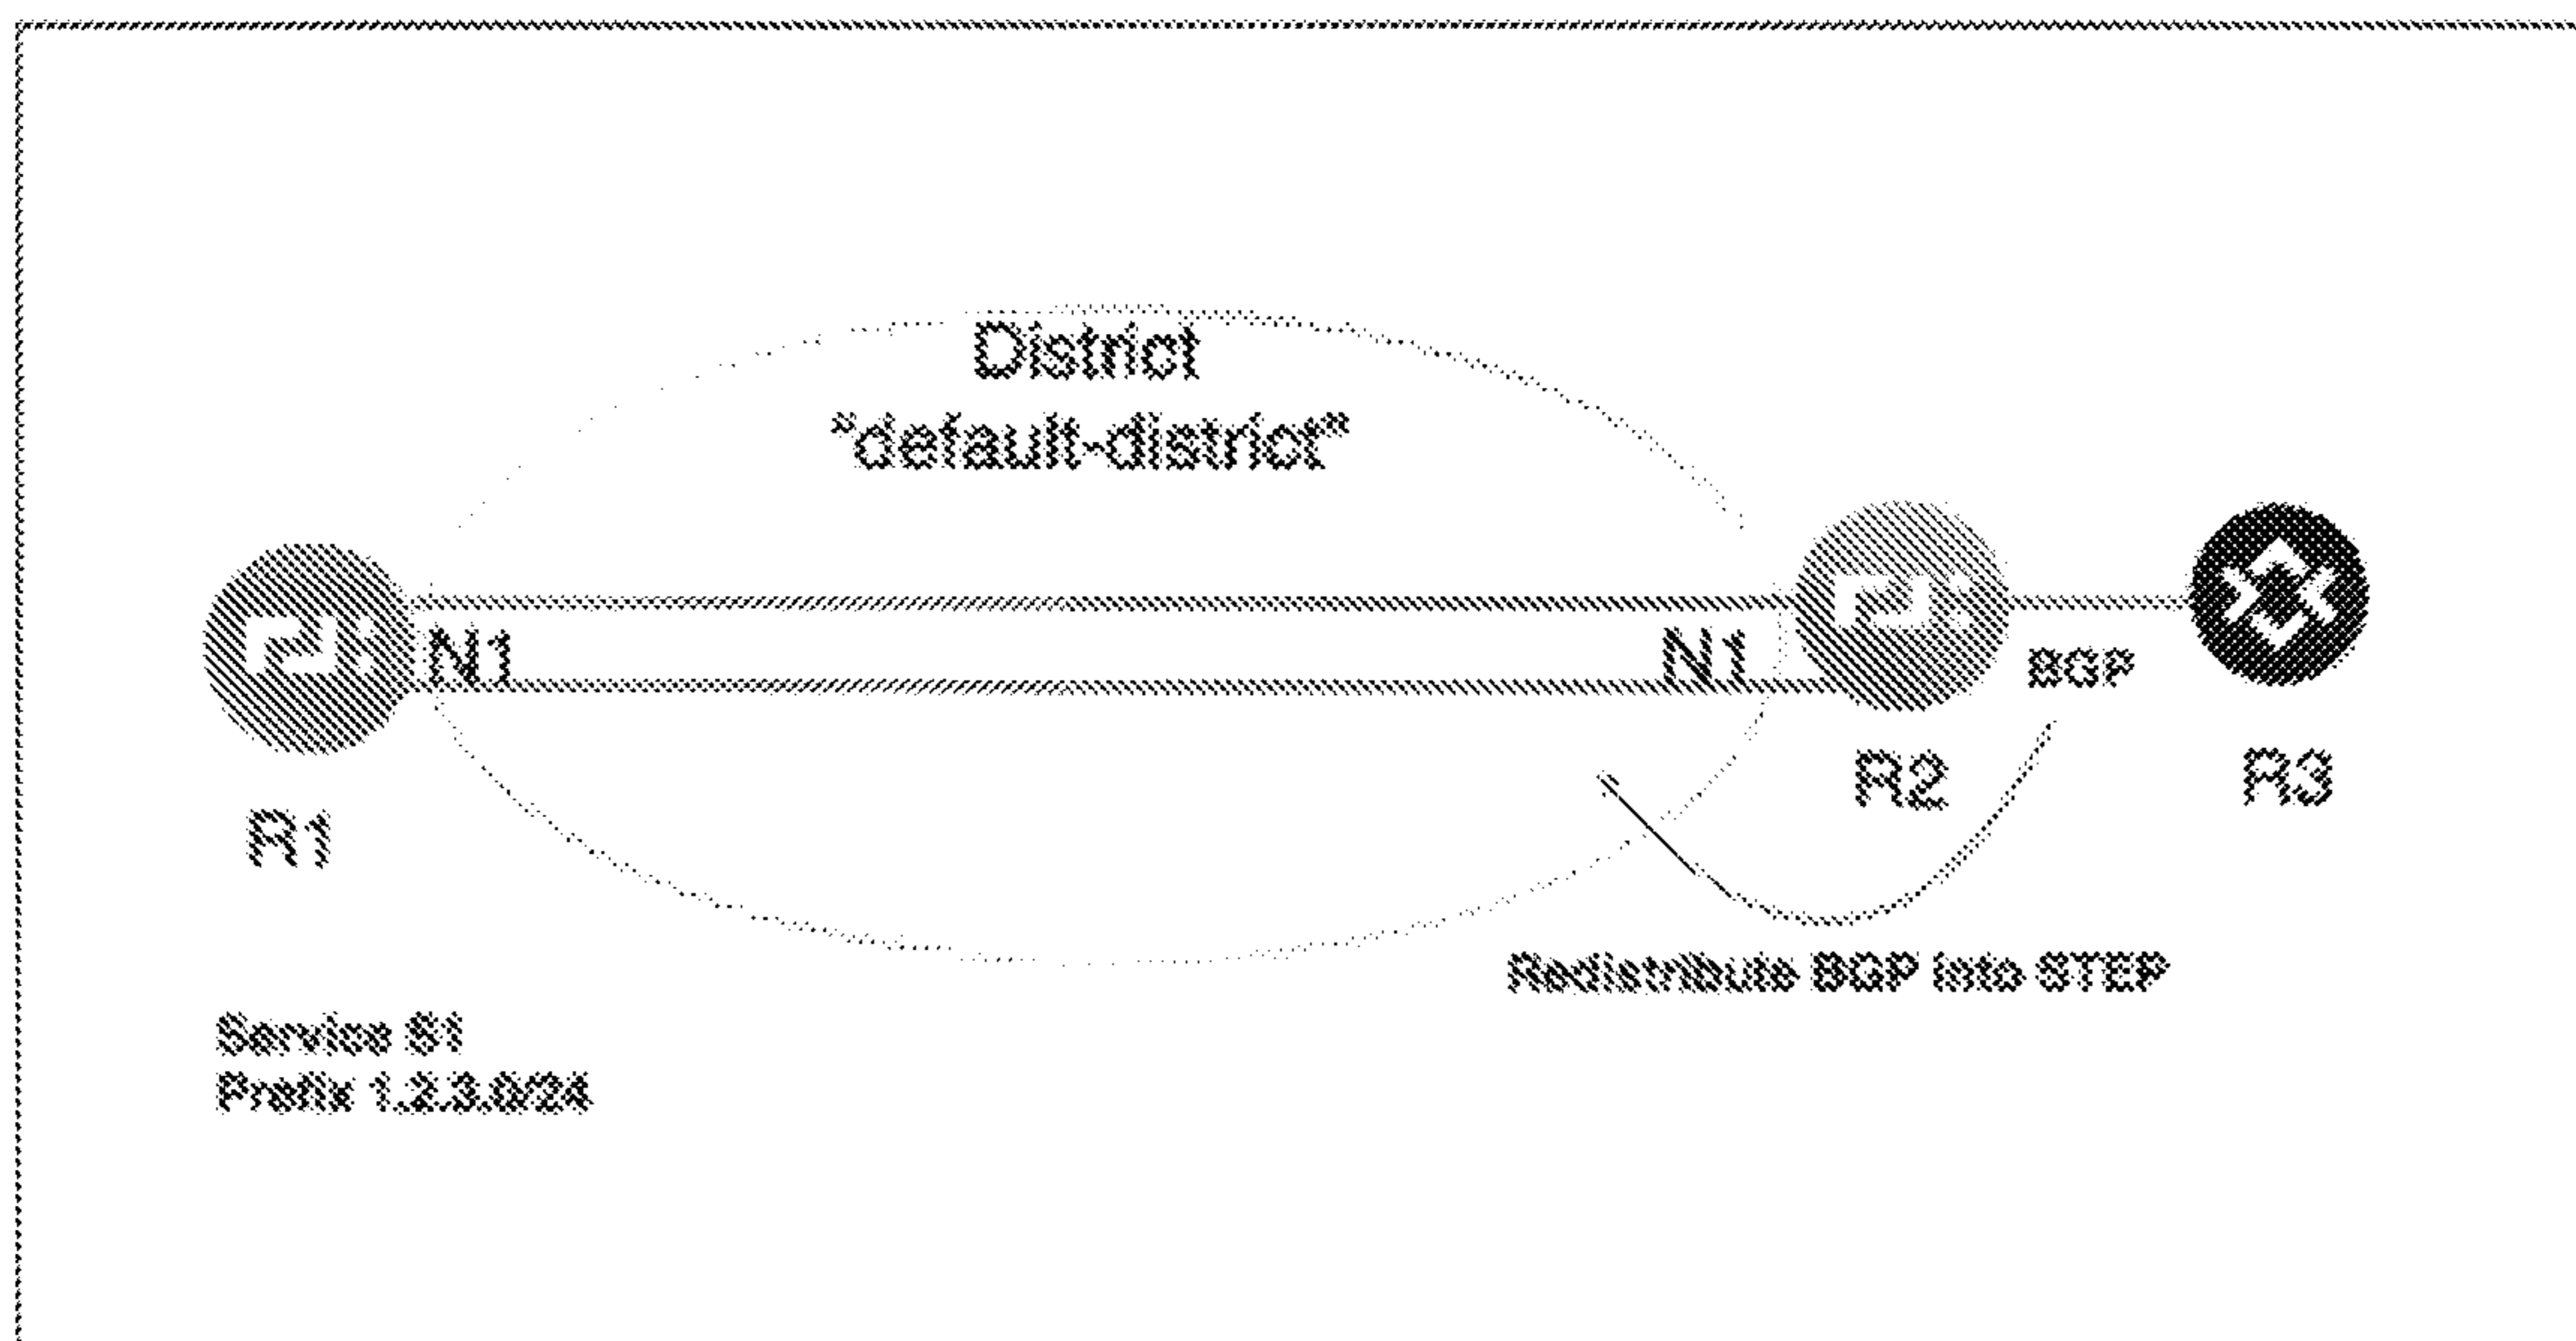 District
"default-district"
N1
N1
BGP
R1
R2
R3
Redistribute BGP into STEP
Service S1
Prefix 1.2.3.0/24